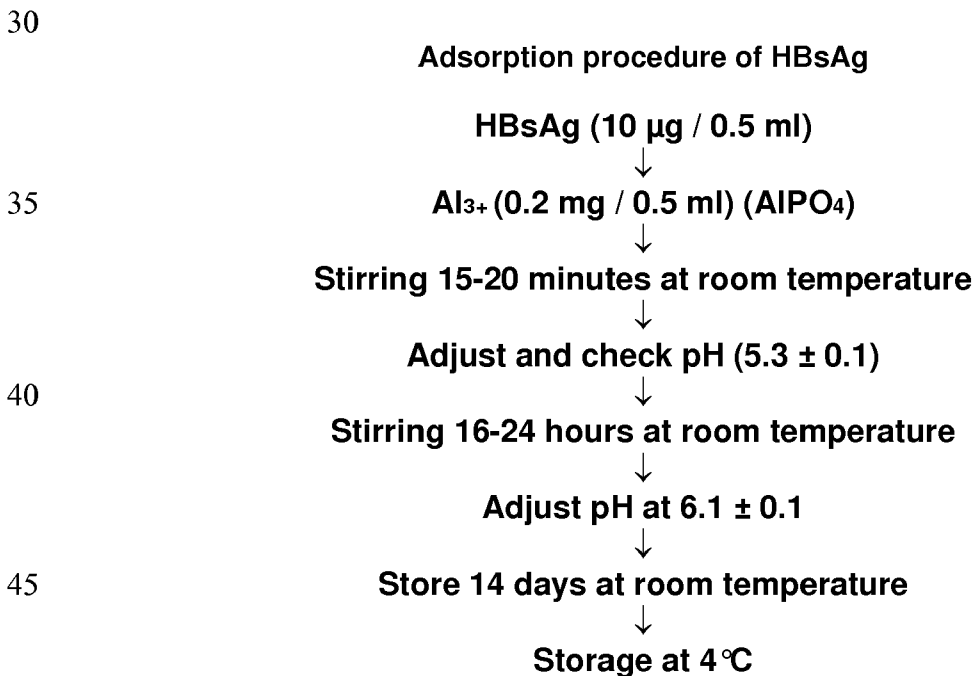 30
Adsorption procedure of HBsAg
HBsAg (10 µg / 0.5 ml)
↓
35 Al3+ (0.2 mg / 0.5 ml) (AlPO4)
↓
Stirring 15-20 minutes at room temperature
↓
Adjust and check pH (5.3 ± 0.1)
40 ↓
Stirring 16-24 hours at room temperature
↓
Adjust pH at 6.1 ± 0.1
↓
45 Store 14 days at room temperature
↓
Storage at 4°C